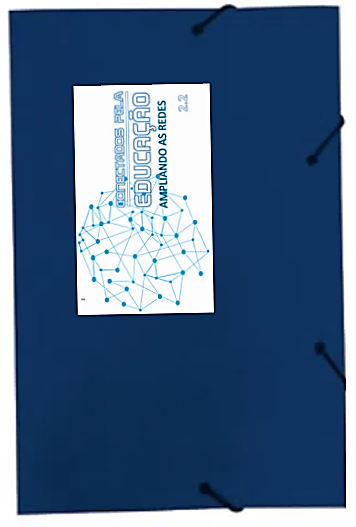 CONECTADOS PELA
EDUCAÇÃO
AMPLIANDO AS REDES
2.2